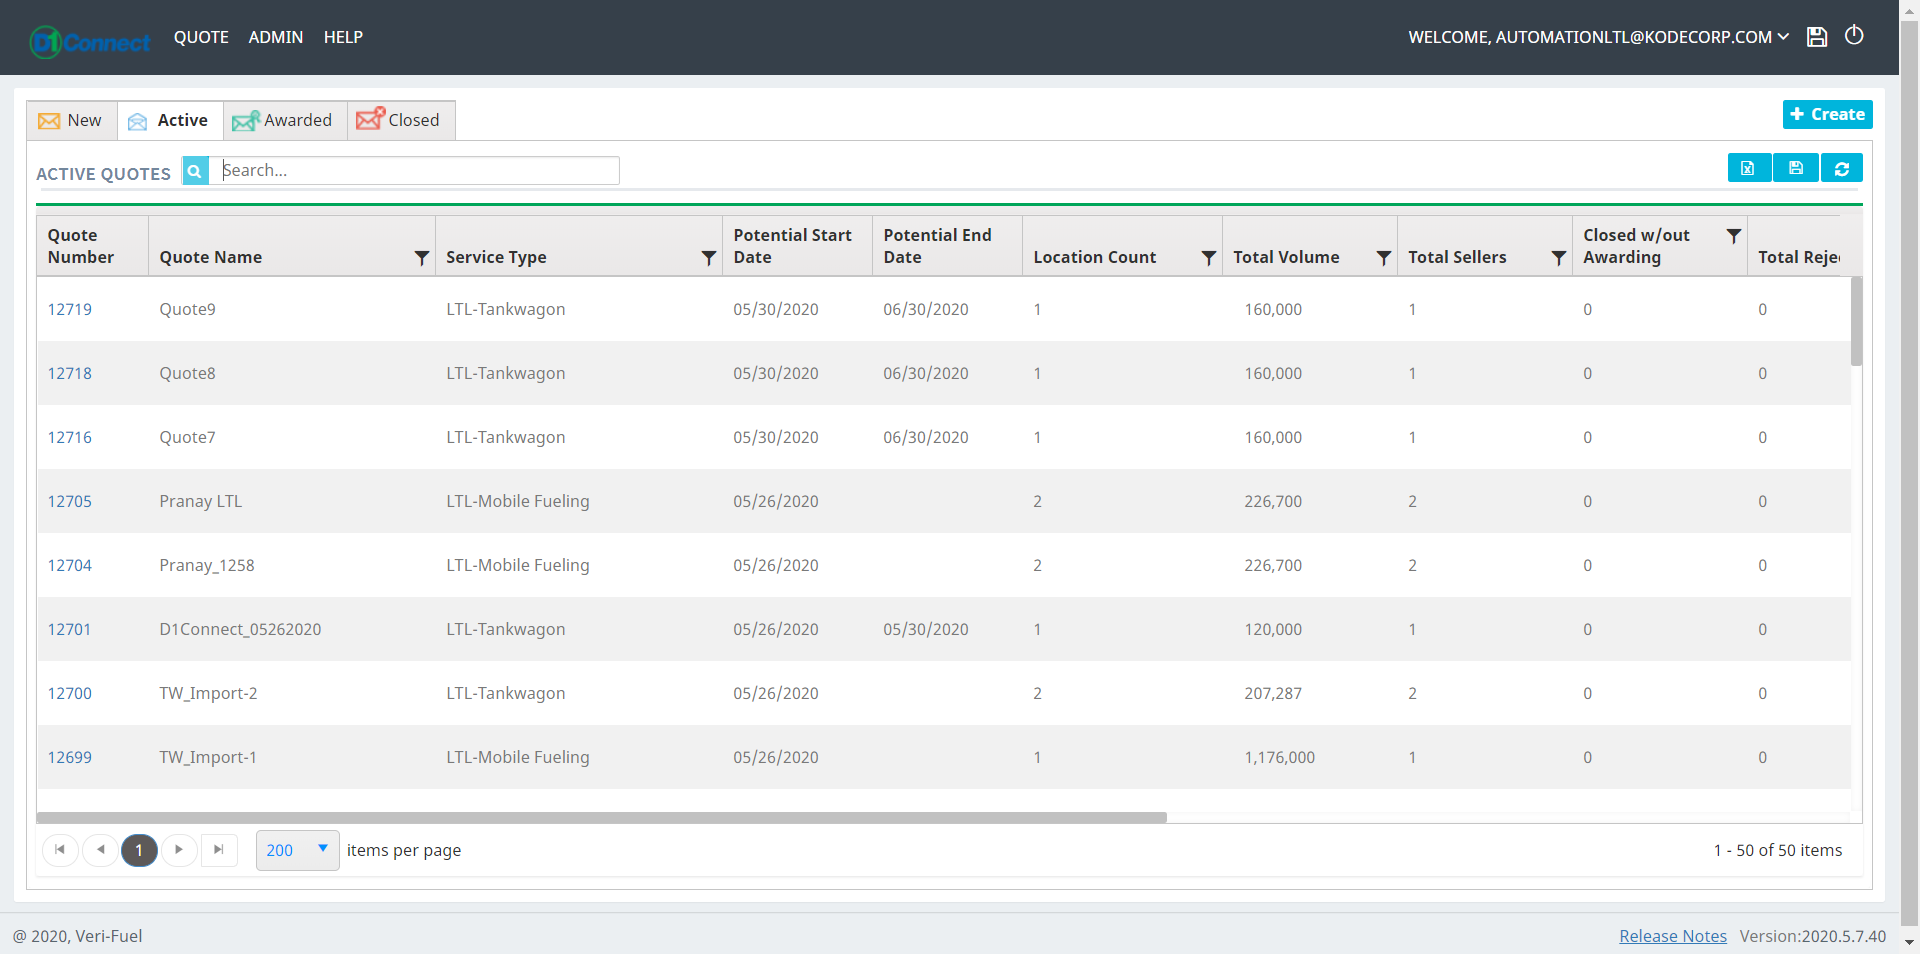 D1Connect QUOTE ADMIN HELP WELCOME, AUTOMATIONLTL@KODECORP.COM
New Active Awarded Closed + Create
ACTIVE QUOTES Search...
Quote Number Quote Name Service Type Potential Start Date Potential End Date Location Count Total Volume Total Sellers Closed w/out Awarding Total Reje
12719 Quote9 LTL-Tankwagon 05/30/2020 06/30/2020 1 160,000 1 0 0
12718 Quote8 LTL-Tankwagon 05/30/2020 06/30/2020 1 160,000 1 0 0
12716 Quote7 LTL-Tankwagon 05/30/2020 06/30/2020 1 160,000 1 0 0
12705 Pranay LTL LTL-Mobile Fueling 05/26/2020 2 226,700 2 0 0
12704 Pranay_1258 LTL-Mobile Fueling 05/26/2020 2 226,700 2 0 0
12701 D1Connect_05262020 LTL-Tankwagon 05/26/2020 05/30/2020 1 120,000 1 0 0
12700 TW_Import-2 LTL-Tankwagon 05/26/2020 2 207,287 2 0 0
12699 TW_Import-1 LTL-Mobile Fueling 05/26/2020 1 1,176,000 1 0 0
1 200 items per page 1 - 50 of 50 items
@ 2020, Veri-Fuel Release Notes Version:2020.5.7.40